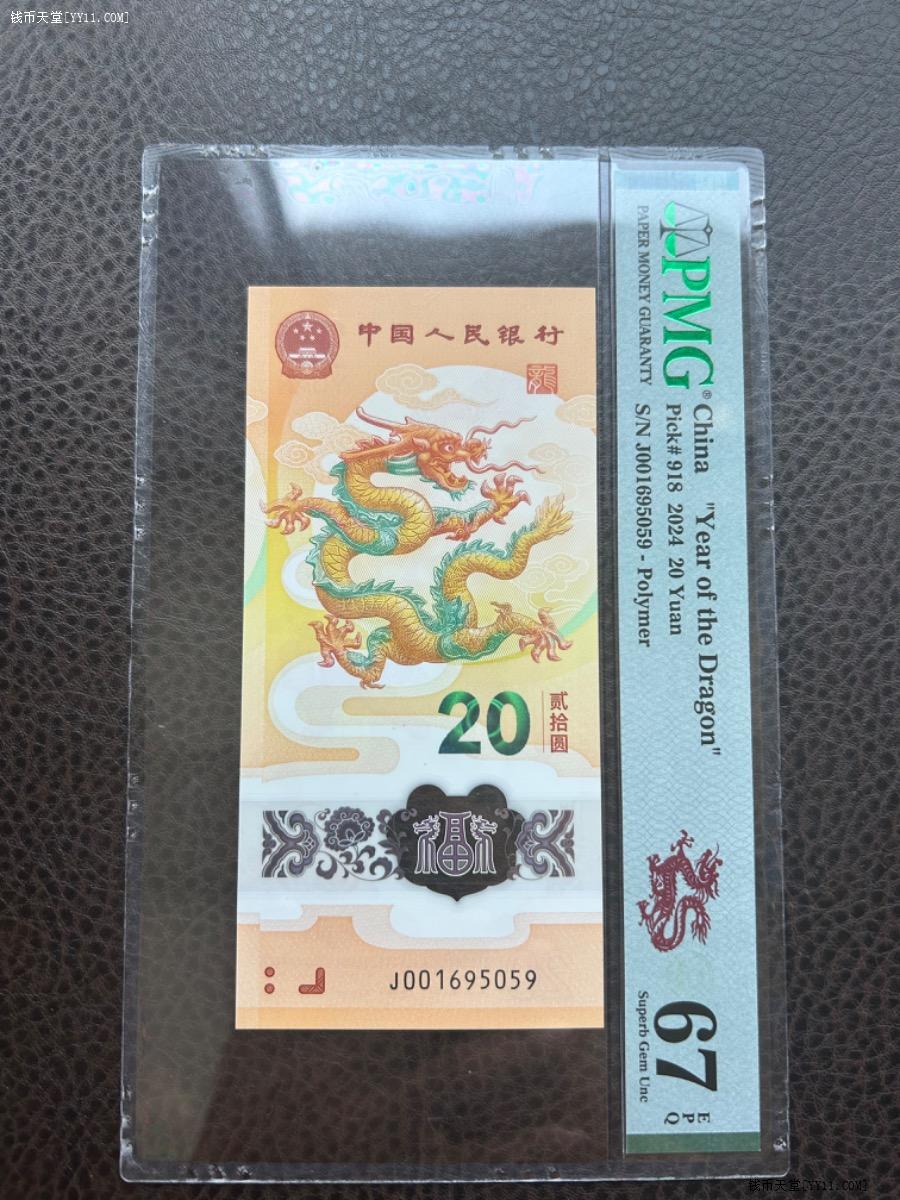 钱币天堂[YY11.COM]
中国人民银行
龍
20
贰拾圆
福
J001695059
PMG®
PAPER MONEY GUARANTY
China "Year of the Dragon"
Pick# 918 2024 20 Yuan
S/N J001695059 - Polymer
67
EPQ
Superb Gem Unc
钱币天堂[YY11.COM]